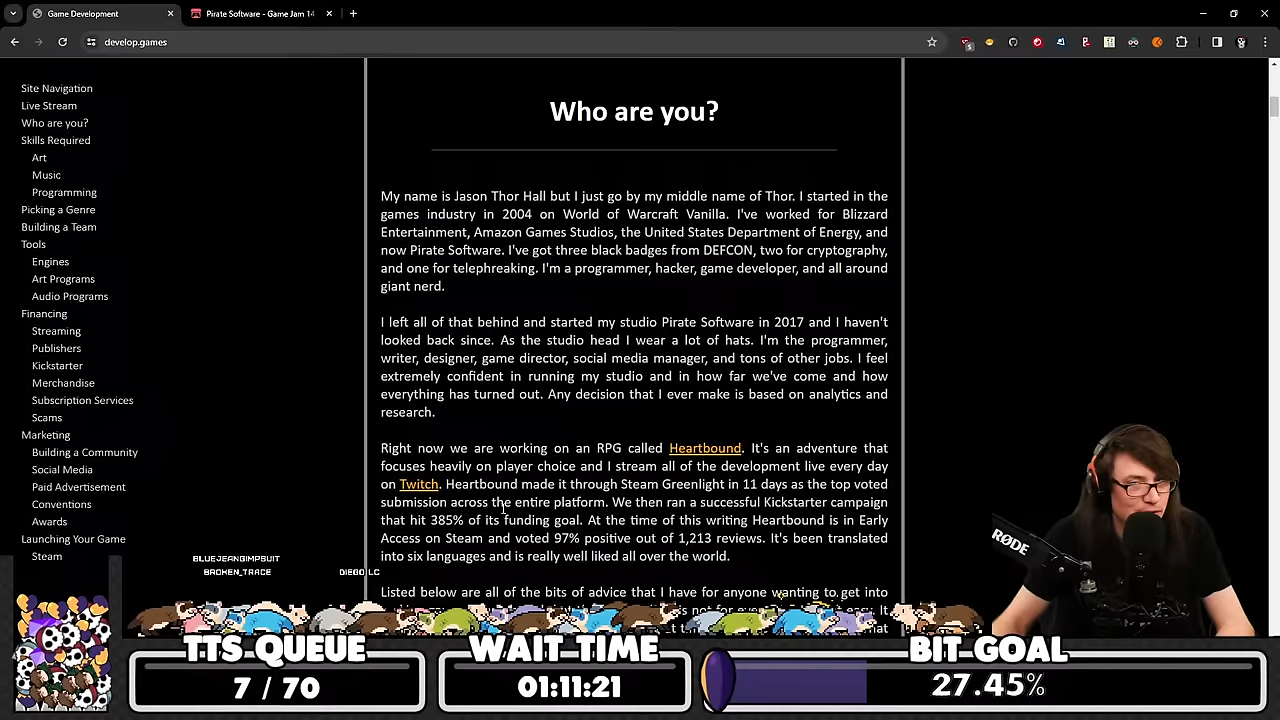 Game Development
Pirate Software - Game Jam 14
develop.games
Site Navigation
Live Stream
Who are you?
Skills Required
Art
Music
Programming
Picking a Genre
Building a Team
Tools
Engines
Art Programs
Audio Programs
Financing
Streaming
Publishers
Kickstarter
Merchandise
Subscription Services
Scams
Marketing
Building a Community
Social Media
Paid Advertisement
Conventions
Awards
Launching Your Game
Steam
Who are you?
My name is Jason Thor Hall but I just go by my middle name of Thor. I started in the
games industry in 2004 on World of Warcraft Vanilla. I've worked for Blizzard
Entertainment, Amazon Games Studios, the United States Department of Energy, and
now Pirate Software. I've got three black badges from DEFCON, two for cryptography,
and one for telephreaking. I'm a programmer, hacker, game developer, and all around
giant nerd.
I left all of that behind and started my studio Pirate Software in 2017 and I haven't
looked back since. As the studio head I wear a lot of hats. I'm the programmer,
writer, designer, game director, social media manager, and tons of other jobs. I feel
extremely confident in running my studio and in how far we've come and how
everything has turned out. Any decision that I ever make is based on analytics and
research.
Right now we are working on an RPG called Heartbound. It's an adventure that
focuses heavily on player choice and I stream all of the development live every day
on Twitch. Heartbound made it through Steam Greenlight in 11 days as the top voted
submission across the entire platform. We then ran a successful Kickstarter campaign
that hit 385% of its funding goal. At the time of this writing Heartbound is in Early
Access on Steam and voted 97% positive out of 1,213 reviews. It's been translated
into six languages and is really well liked all over the world.
Listed below are all of the bits of advice that I have for anyone wanting to get into
BLUEJEANGIMPSUIT
BROKEN_TRACE
DIEGO LC
RØDE
TTS QUEUE
7 / 70
WAIT TIME
01:11:21
BIT GOAL
27.45%